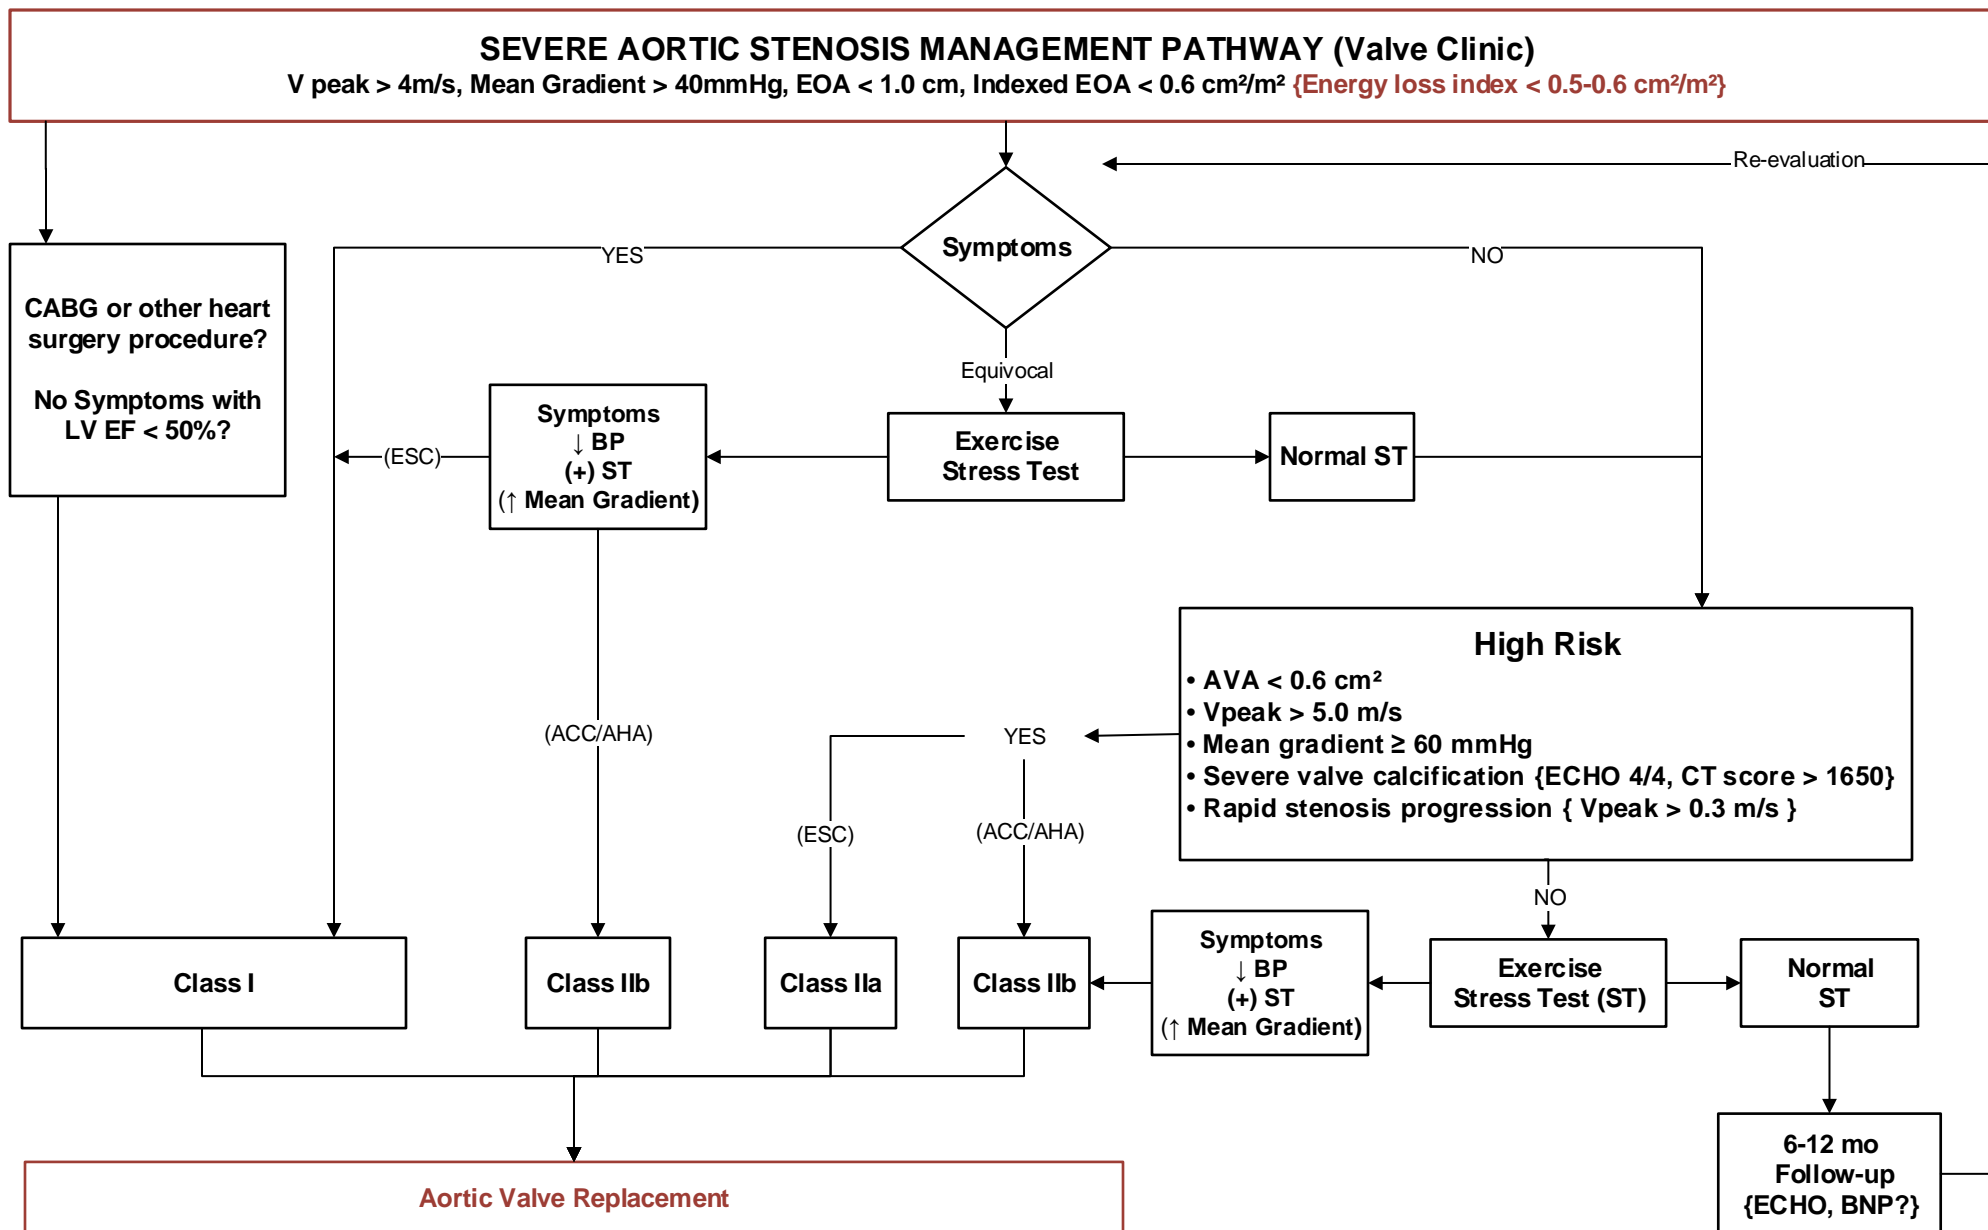 SEVERE AORTIC STENOSIS MANAGEMENT PATHWAY (Valve Clinic)
V peak > 4m/s, Mean Gradient > 40mmHg, EOA < 1.0 cm, Indexed EOA < 0.6 cm²/m² {Energy loss index < 0.5-0.6 cm²/m²}
Re-evaluation
Symptoms
YES
NO
CABG or other heart
surgery procedure?
No Symptoms with
LV EF < 50%?
Equivocal
Symptoms
↓ BP
(+) ST
(↑ Mean Gradient)
(ESC)
Exercise
Stress Test
Normal ST
High Risk
• AVA < 0.6 cm²
• Vpeak > 5.0 m/s
• Mean gradient ≥ 60 mmHg
• Severe valve calcification {ECHO 4/4, CT score > 1650}
• Rapid stenosis progression { Vpeak > 0.3 m/s }
(ACC/AHA)
YES
(ESC)
(ACC/AHA)
NO
Class I
Class IIb
Class IIa
Class IIb
Symptoms
↓ BP
(+) ST
(↑ Mean Gradient)
Exercise
Stress Test (ST)
Normal
ST
6-12 mo
Follow-up
{ECHO, BNP?}
Aortic Valve Replacement